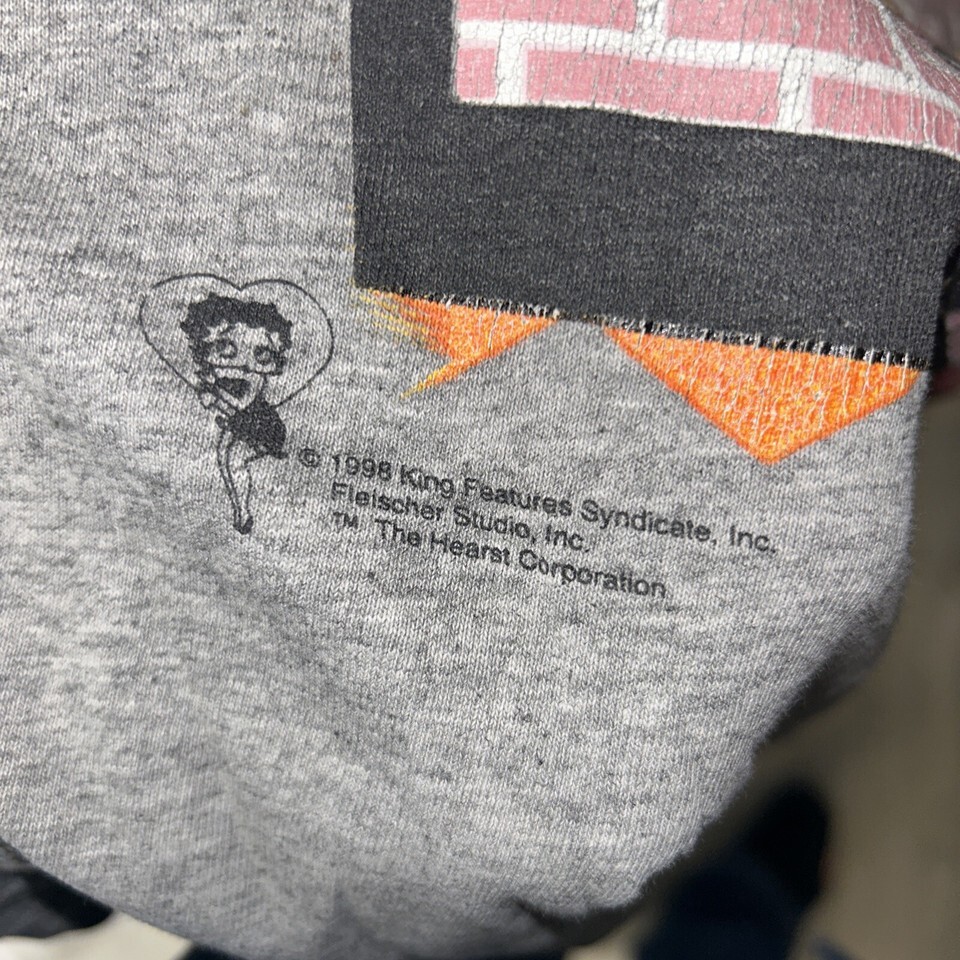 © 1998 King Features Syndicate, Inc.
Fleischer Studio, Inc.
™ The Hearst Corporation